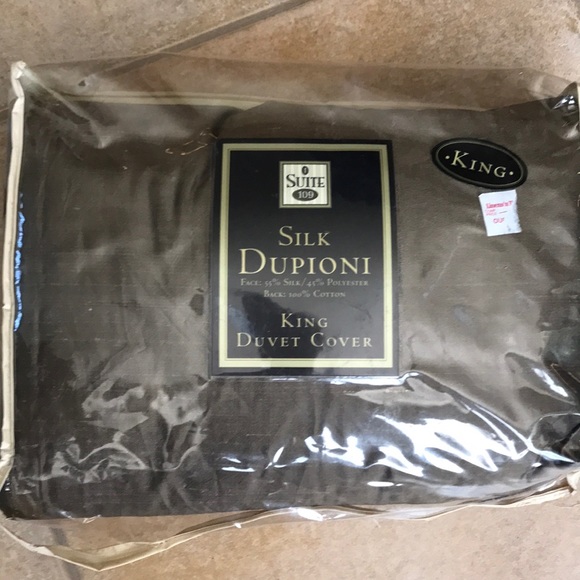 SUITE
109
SILK
DUPIONI
FACE: 55% SILK/45% POLYESTER
BACK: 100% COTTON
KING
DUVET COVER
·KING·